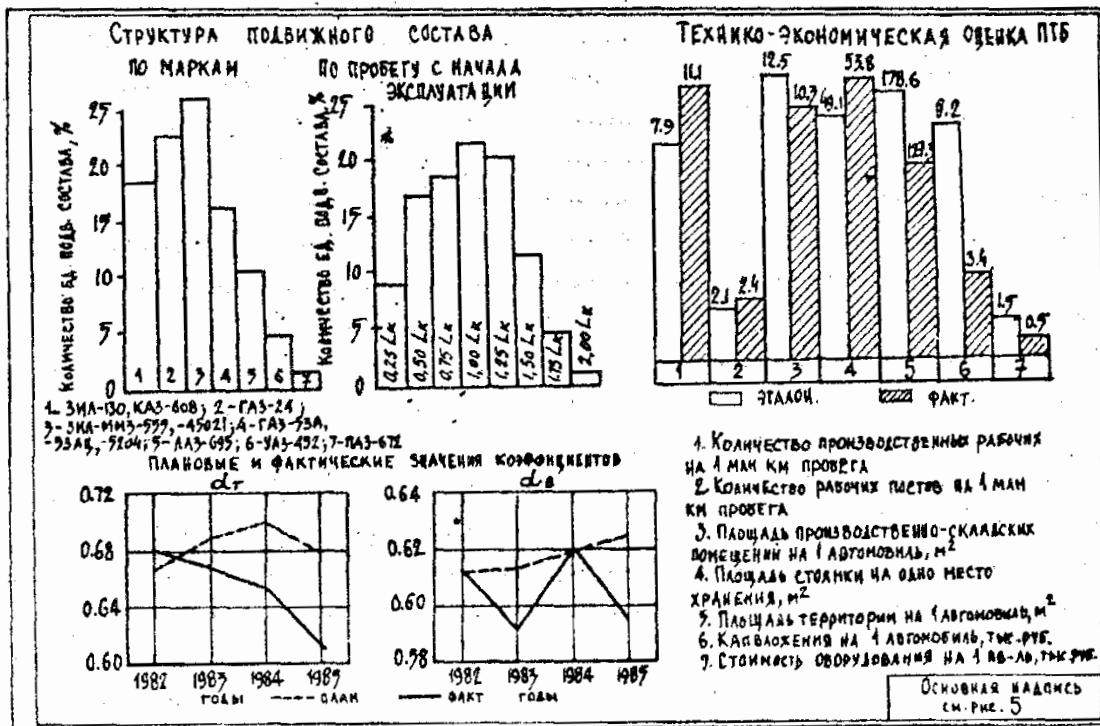 СТРУКТУРА ПОДВИЖНОГО СОСТАВА
ПО МАРКАМ
ПО ПРОБЕГУ С НАЧАЛА
ЭКСПЛУАТАЦИИ
КОЛИЧЕСТВО ЕД. ПОДВ. СОСТАВА, %
25
20
15
10
5
0
1 2 3 4 5 6 7
КОЛИЧЕСТВО ЕД. ПОДВ. СОСТАВА, %
25
20
15
10
5
0
0,25 Lк
0,50 Lк
0,75 Lк
1,00 Lк
1,25 Lк
1,50 Lк
1,75 Lк
2,00 Lк
1- ЗИЛ-130, КАЗ-608; 2-ГАЗ-24;
3- ЗИЛ-ММЗ-555, -45021; 4-ГАЗ-53А,
5-ЛАЗ-695; 6-УАЗ-452; 7-ПАЗ-672
ТЕХНИКО-ЭКОНОМИЧЕСКАЯ ОЦЕНКА ПТБ
7.9 11.1 2.1 2.4 12.5 10.3 49.1 53.8 178.6 8.2 3.4 1.5 0.5
1 2 3 4 5 6 7
ЭТАЛОН. ФАКТ.
1. КОЛИЧЕСТВО ПРОИЗВОДСТВЕННЫХ РАБОЧИХ
НА 1 МЛН КМ ПРОБЕГА
2. КОЛИЧЕСТВО РАБОЧИХ ПОСТОВ НА 1 МЛН
КМ ПРОБЕГА
3. ПЛОЩАДЬ ПРОИЗВОДСТВЕННО-СКЛАДСКИХ
ПОМЕЩЕНИЙ НА 1 АВТОМОБИЛЬ, м²
4. ПЛОЩАДЬ СТОЯНКИ НА ОДНО МЕСТО
ХРАНЕНИЯ, м²
5. ПЛОЩАДЬ ТЕРРИТОРИИ НА 1 АВТОМОБИЛЬ, м²
6. КАПВЛОЖЕНИЯ НА 1 АВТОМОБИЛЬ, ТЫС.РУБ.
7. СТОИМОСТЬ ОБОРУДОВАНИЯ НА 1 АВ-ЛЬ, ТЫС.РУБ.
ПЛАНОВЫЕ И ФАКТИЧЕСКИЕ ЗНАЧЕНИЯ КОЭФФИЦИЕНТОВ
αт
0.72
0.68
0.64
0.60
1982 1983 1984 1985
αв
0.64
0.62
0.60
0.58
1982 1983 1984 1985
ГОДЫ ПЛАН ФАКТ ГОДЫ
ОСНОВНАЯ НАДПИСЬ
СМ. РИС. 5